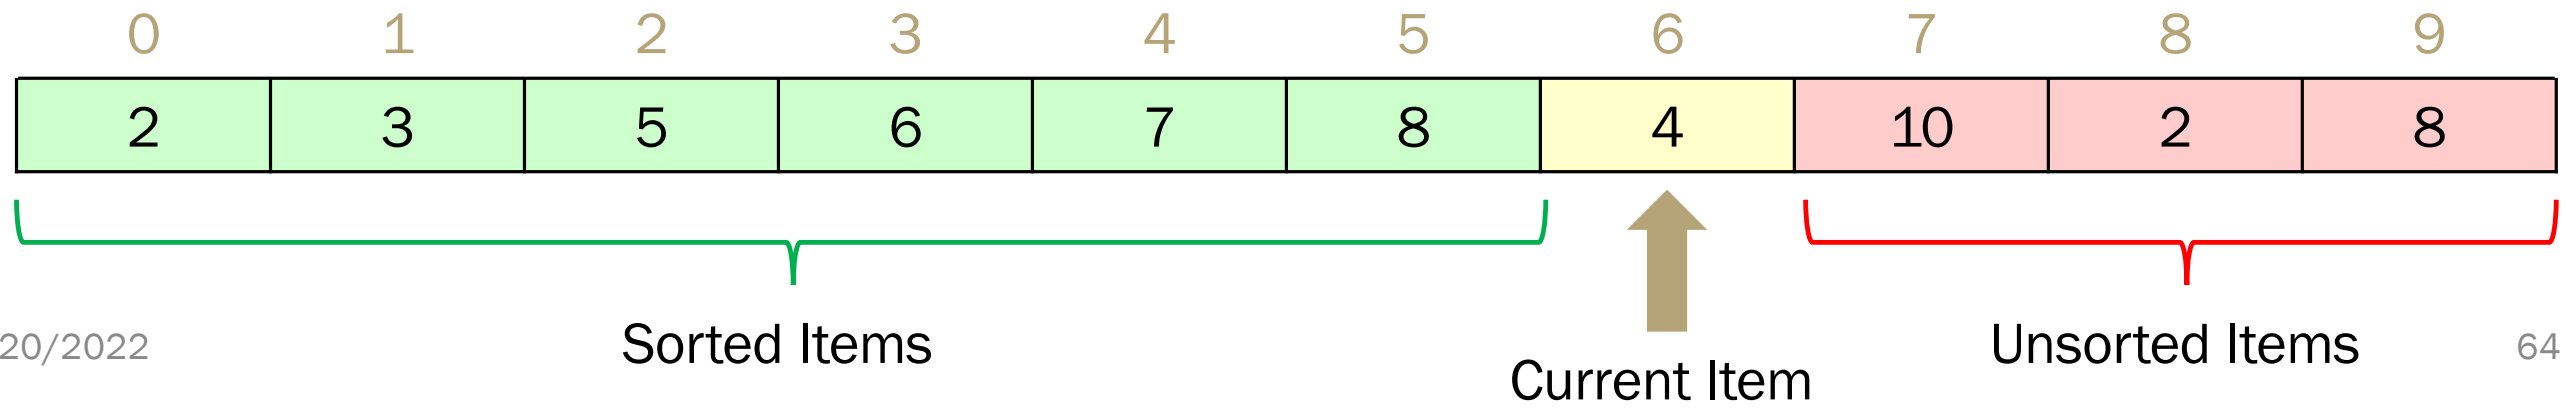 0 1 2 3 4 5 6 7 8 9
2 3 5 6 7 8 4 10 2 8
20/2022 Sorted Items Unsorted Items 64
Current Item